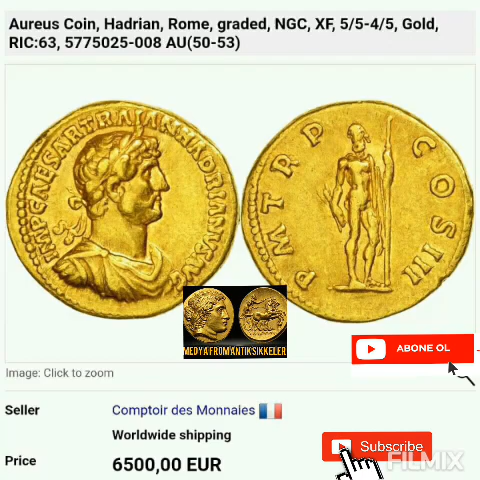 Aureus Coin, Hadrian, Rome, graded, NGC, XF, 5/5-4/5, Gold,
RIC:63, 5775025-008 AU(50-53)
IMPCAESARTRAIANHADRIANVSAVG
P M T R P COS III
MEDYAFROMANTIKSIKKELER
ABONE OL
Image: Click to zoom
Seller Comptoir des Monnaies
Worldwide shipping
Subscribe
Price 6500,00 EUR
FILMIX